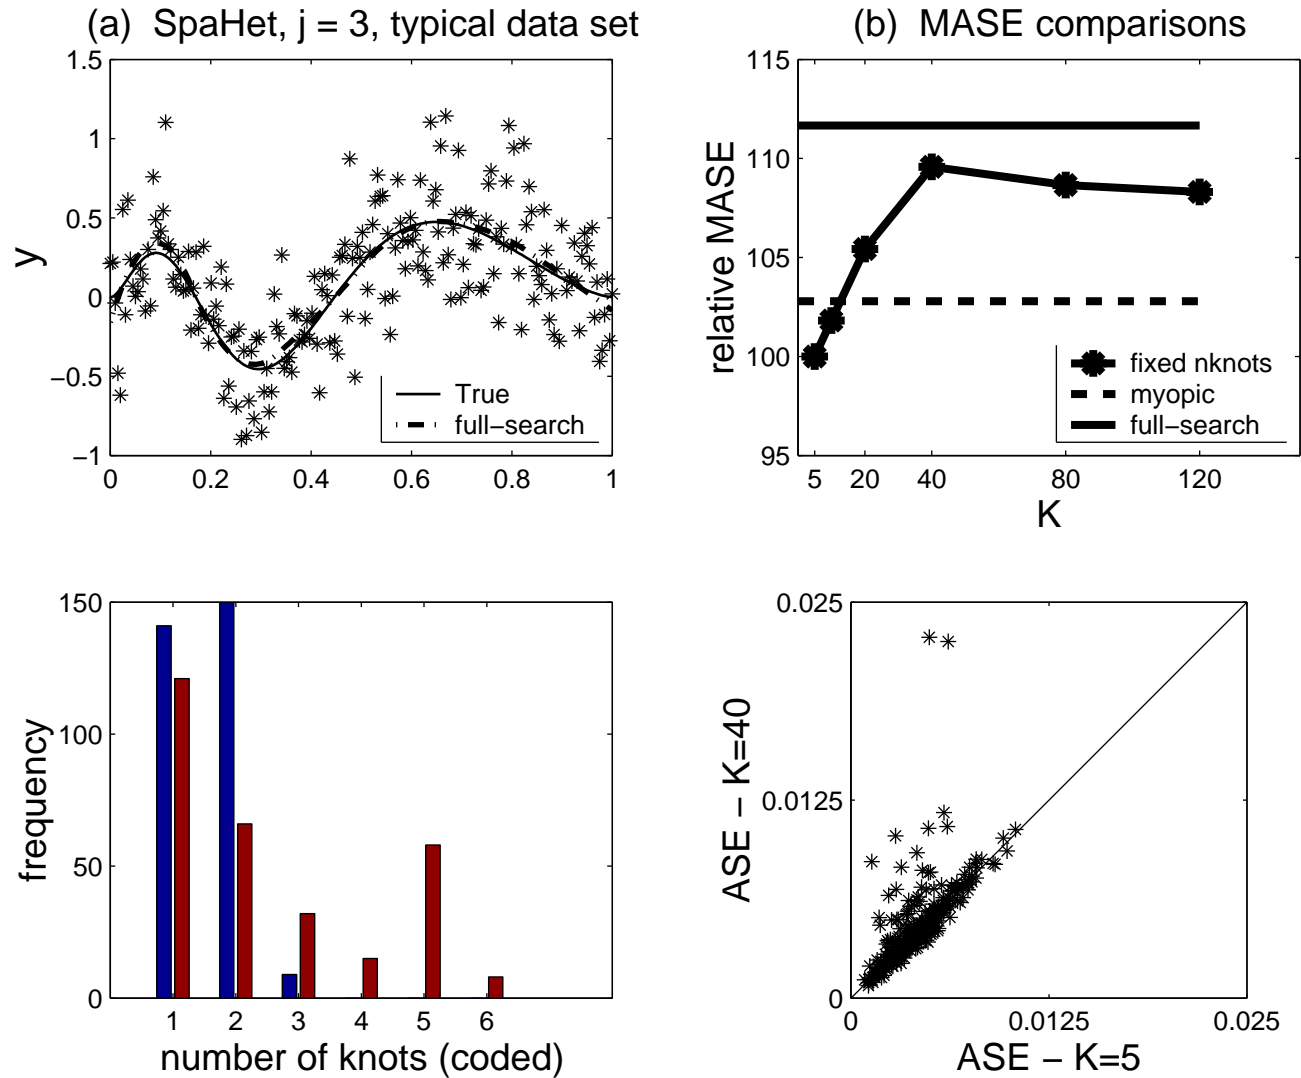 (a)  SpaHet, j = 3, typical data set
1.5
1
0.5
0
−0.5
−1
y
0 0.2 0.4 0.6 0.8 1
True
full−search
(b)  MASE comparisons
115
110
105
100
95
relative MASE
5 20 40 80 120
K
fixed nknots
myopic
full−search
150
100
50
0
frequency
1 2 3 4 5 6
number of knots (coded)
0.025
0.0125
0
ASE − K=40
0 0.0125 0.025
ASE − K=5